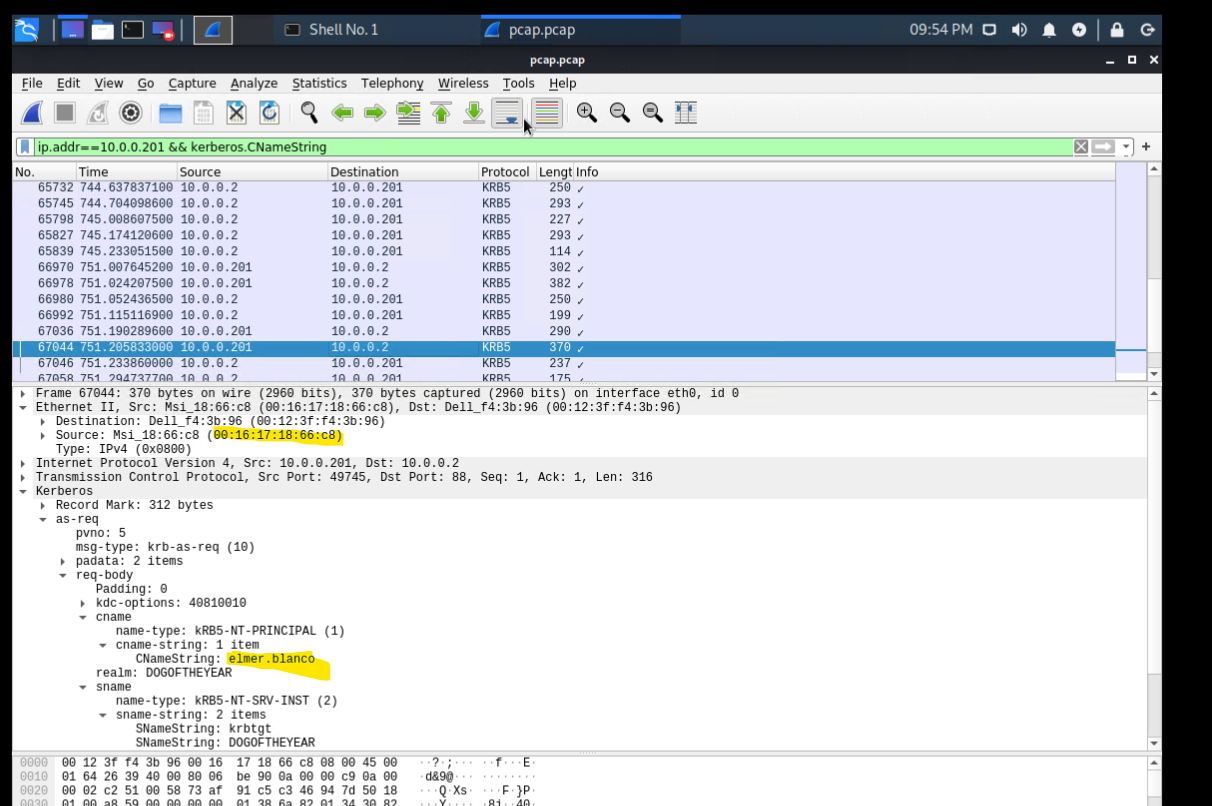 Shell No. 1
pcap.pcap
09:54 PM
pcap.pcap
File Edit View Go Capture Analyze Statistics Telephony Wireless Tools Help
ip.addr==10.0.0.201 && kerberos.CNameString
No. Time Source Destination Protocol Lengt Info
65732 744.637837100 10.0.0.2 10.0.0.201 KRB5 250 ✓
65745 744.704098600 10.0.0.2 10.0.0.201 KRB5 293 ✓
65798 745.008607500 10.0.0.2 10.0.0.201 KRB5 227 ✓
65827 745.174120600 10.0.0.2 10.0.0.201 KRB5 293 ✓
65839 745.233051500 10.0.0.2 10.0.0.201 KRB5 114 ✓
66970 751.007645200 10.0.0.201 10.0.0.2 KRB5 302 ✓
66978 751.024207500 10.0.0.201 10.0.0.2 KRB5 382 ✓
66980 751.052436500 10.0.0.2 10.0.0.201 KRB5 250 ✓
66992 751.115116900 10.0.0.2 10.0.0.201 KRB5 199 ✓
67036 751.190289600 10.0.0.201 10.0.0.2 KRB5 290 ✓
67044 751.205833000 10.0.0.201 10.0.0.2 KRB5 370 ✓
67046 751.233860000 10.0.0.2 10.0.0.201 KRB5 237 ✓
67058 751.294737700 10.0.0.2 10.0.0.201 KRB5 175 ✓
Frame 67044: 370 bytes on wire (2960 bits), 370 bytes captured (2960 bits) on interface eth0, id 0
Ethernet II, Src: Msi_18:66:c8 (00:16:17:18:66:c8), Dst: Dell_f4:3b:96 (00:12:3f:f4:3b:96)
Destination: Dell_f4:3b:96 (00:12:3f:f4:3b:96)
Source: Msi_18:66:c8 (00:16:17:18:66:c8)
Type: IPv4 (0x0800)
Internet Protocol Version 4, Src: 10.0.0.201, Dst: 10.0.0.2
Transmission Control Protocol, Src Port: 49745, Dst Port: 88, Seq: 1, Ack: 1, Len: 316
Kerberos
Record Mark: 312 bytes
as-req
pvno: 5
msg-type: krb-as-req (10)
padata: 2 items
req-body
Padding: 0
kdc-options: 40810010
cname
name-type: kRB5-NT-PRINCIPAL (1)
cname-string: 1 item
CNameString: elmer.blanco
realm: DOGOFTHEYEAR
sname
name-type: kRB5-NT-SRV-INST (2)
sname-string: 2 items
SNameString: krbtgt
SNameString: DOGOFTHEYEAR
0000 00 12 3f f4 3b 96 00 16 17 18 66 c8 08 00 45 00 ··?·;··· ··f···E·
0010 01 64 26 39 40 00 80 06 be 90 0a 00 00 c9 0a 00 ·d&9@··· ········
0020 00 02 c2 51 00 58 73 af 91 c5 c3 46 94 7d 50 18 ···Q·Xs· ···F·}P·
0030 01 00 a8 59 00 00 00 00 01 38 6a 82 01 34 30 82 ···Y···· ·8j··40·